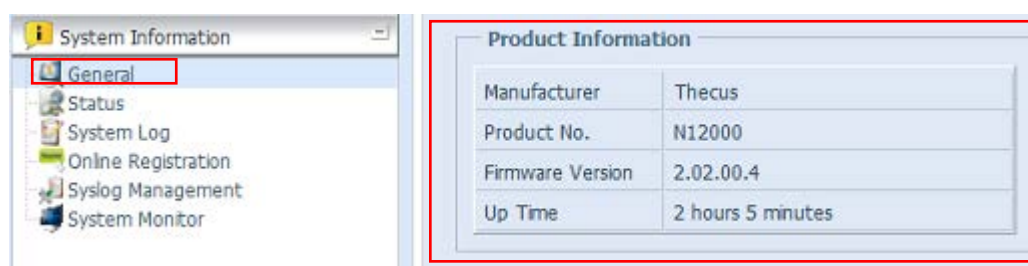 System Information
General
Status
System Log
Online Registration
Syslog Management
System Monitor
Product Information
Manufacturer Thecus
Product No. N12000
Firmware Version 2.02.00.4
Up Time 2 hours 5 minutes